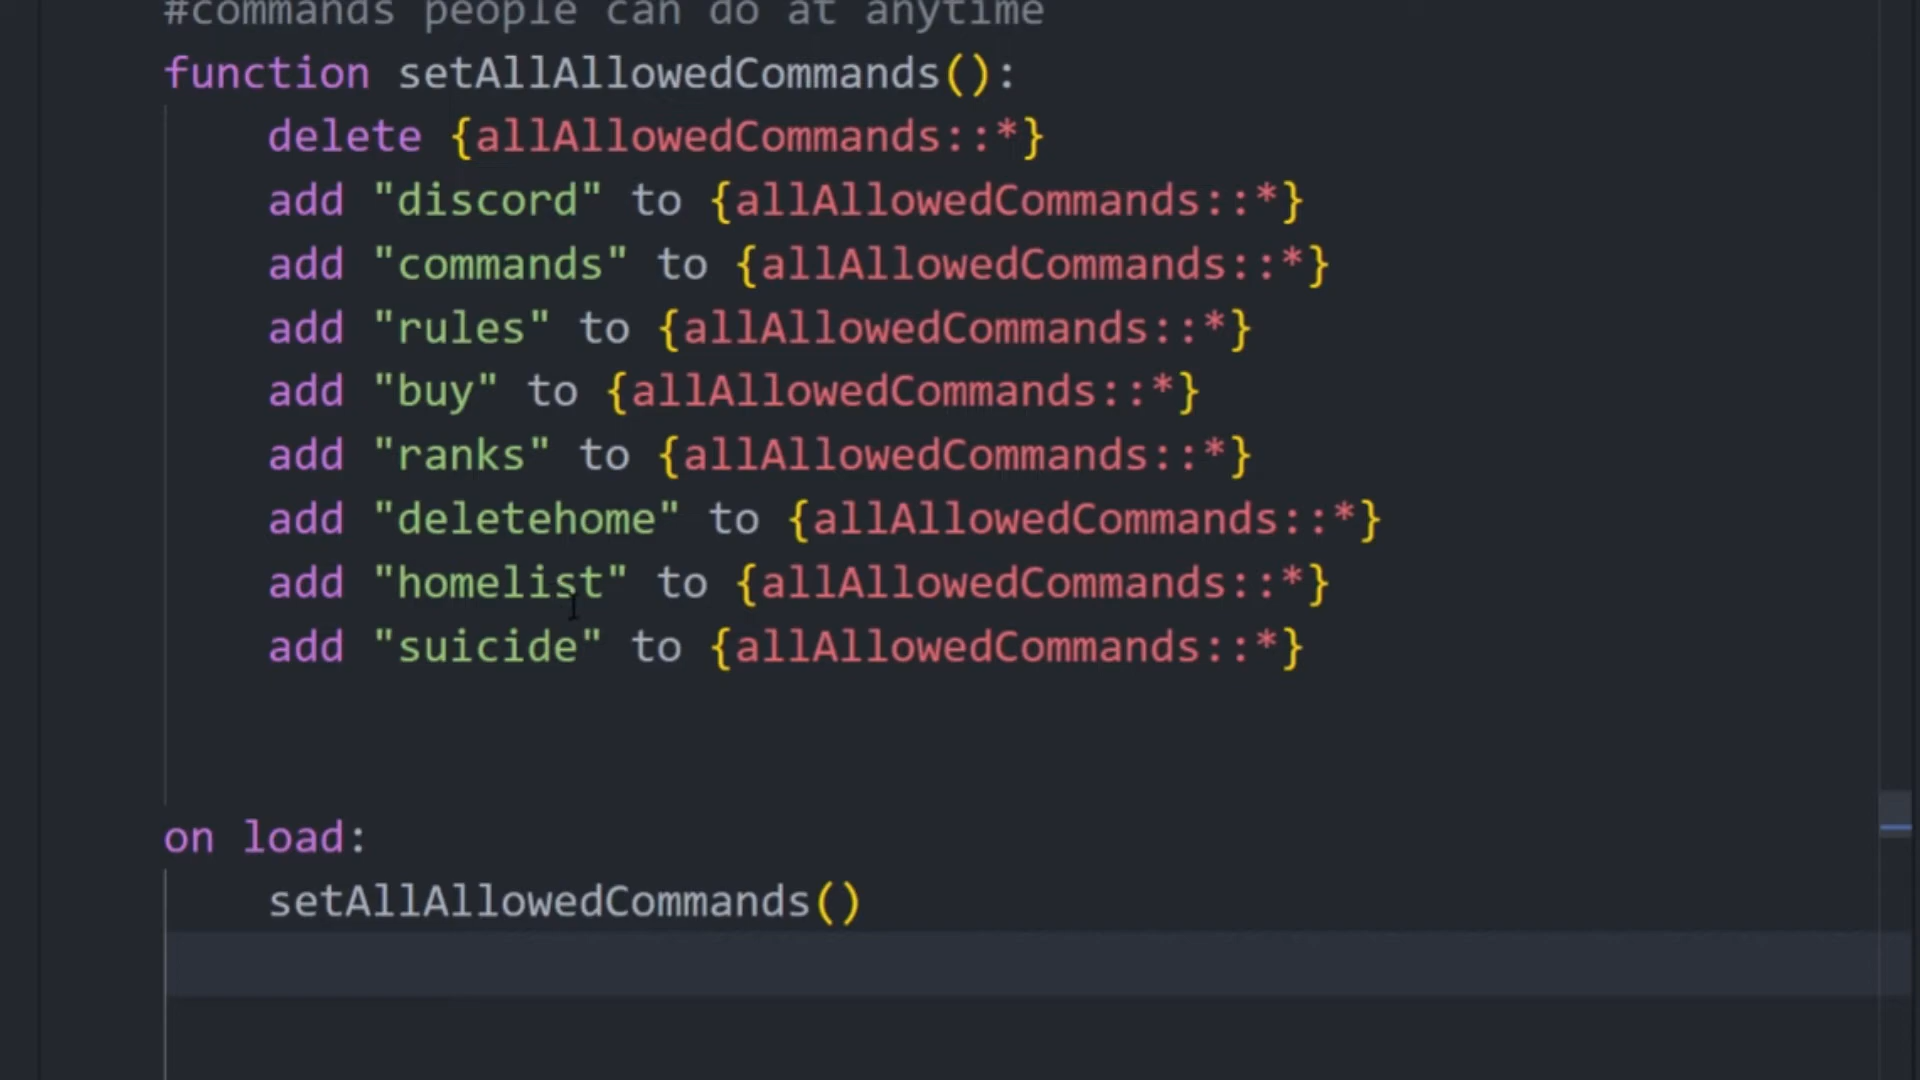 #commands people can do at anytime
function setAllAllowedCommands():
delete {allAllowedCommands::*}
add "discord" to {allAllowedCommands::*}
add "commands" to {allAllowedCommands::*}
add "rules" to {allAllowedCommands::*}
add "buy" to {allAllowedCommands::*}
add "ranks" to {allAllowedCommands::*}
add "deletehome" to {allAllowedCommands::*}
add "homelist" to {allAllowedCommands::*}
add "suicide" to {allAllowedCommands::*}
on load:
setAllAllowedCommands()